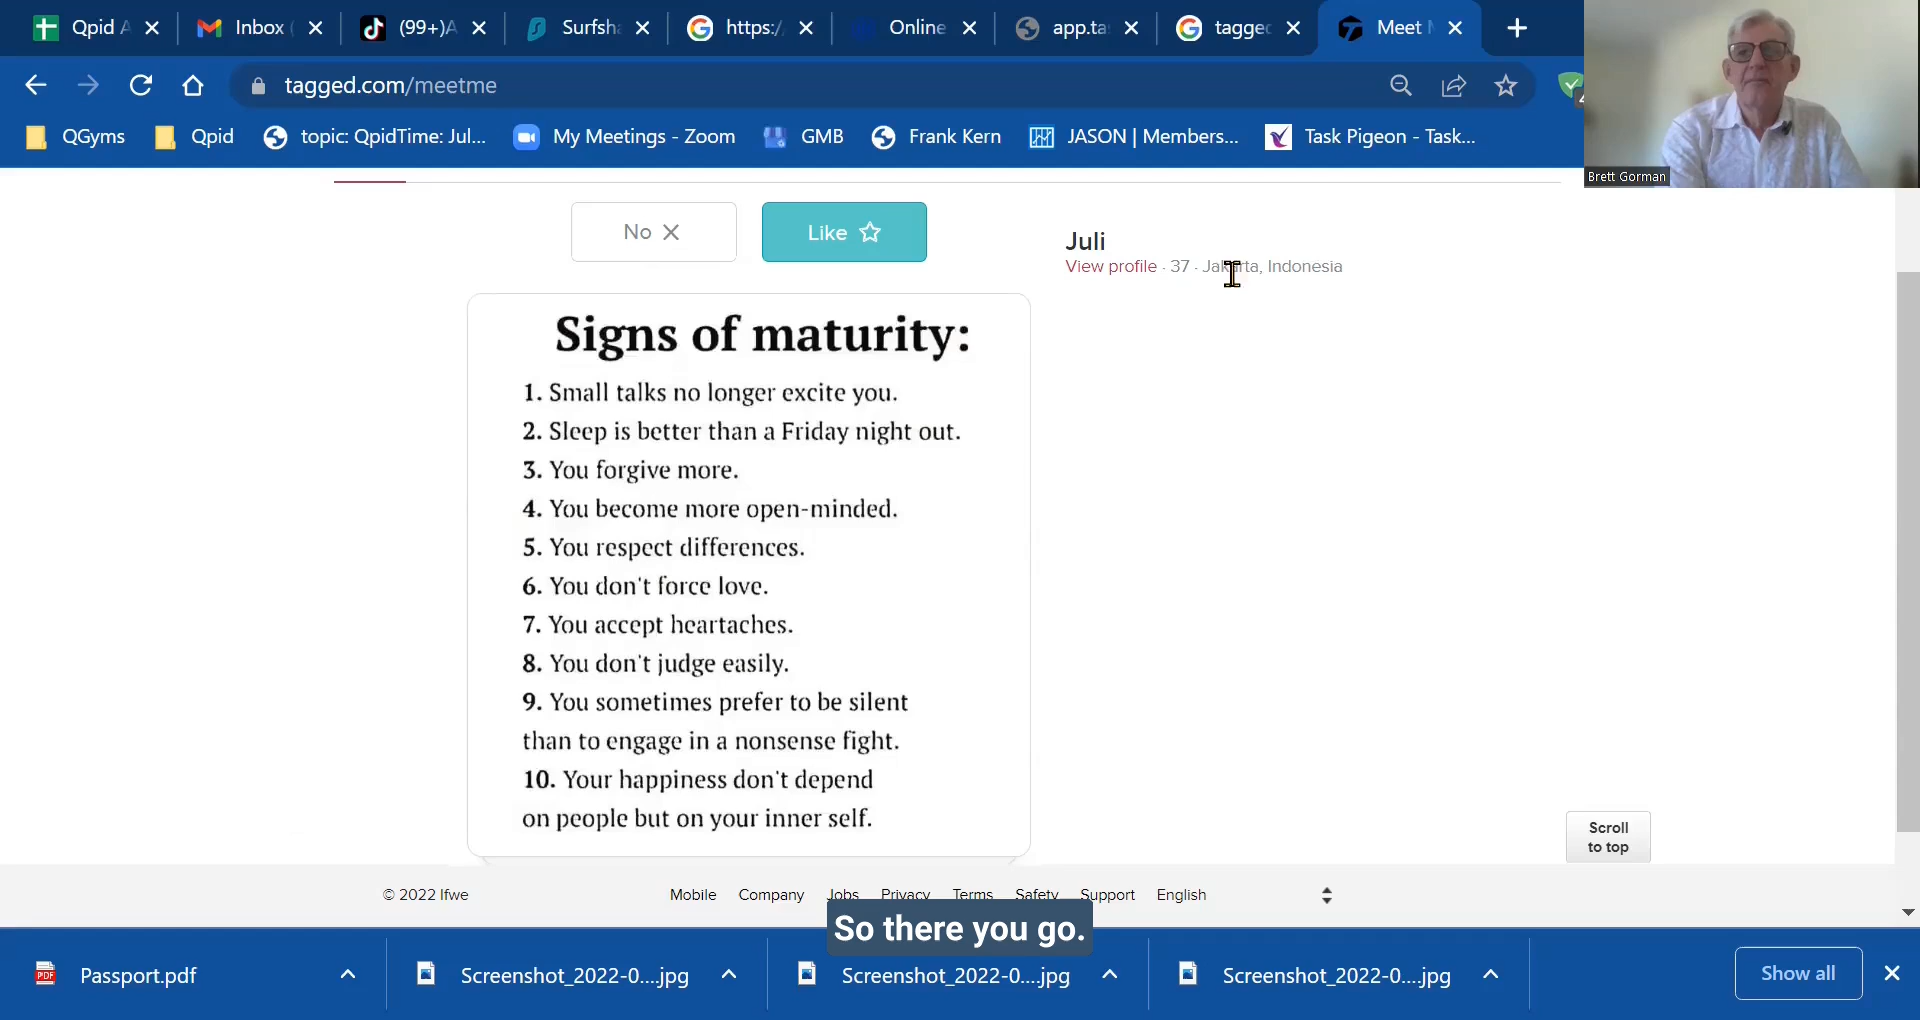 Qpid A
Inbox (
(99+) A
Surfsha
https:/
Online
app.ta
tagged
Meet M
tagged.com/meetme
QGyms
Qpid
topic: QpidTime: Jul...
My Meetings - Zoom
GMB
Frank Kern
JASON | Members...
Task Pigeon - Task...
Brett Gorman
No
Like
Juli
View profile · 37 · Jakarta, Indonesia
Signs of maturity:
1. Small talks no longer excite you.
2. Sleep is better than a Friday night out.
3. You forgive more.
4. You become more open-minded.
5. You respect differences.
6. You don't force love.
7. You accept heartaches.
8. You don't judge easily.
9. You sometimes prefer to be silent
than to engage in a nonsense fight.
10. Your happiness don't depend
on people but on your inner self.
Scroll
to top
© 2022 Ifwe
Mobile
Company
Jobs
Privacy
Terms
Safety
Support
English
So there you go.
PDF
Passport.pdf
Screenshot_2022-0....jpg
Screenshot_2022-0....jpg
Screenshot_2022-0....jpg
Show all